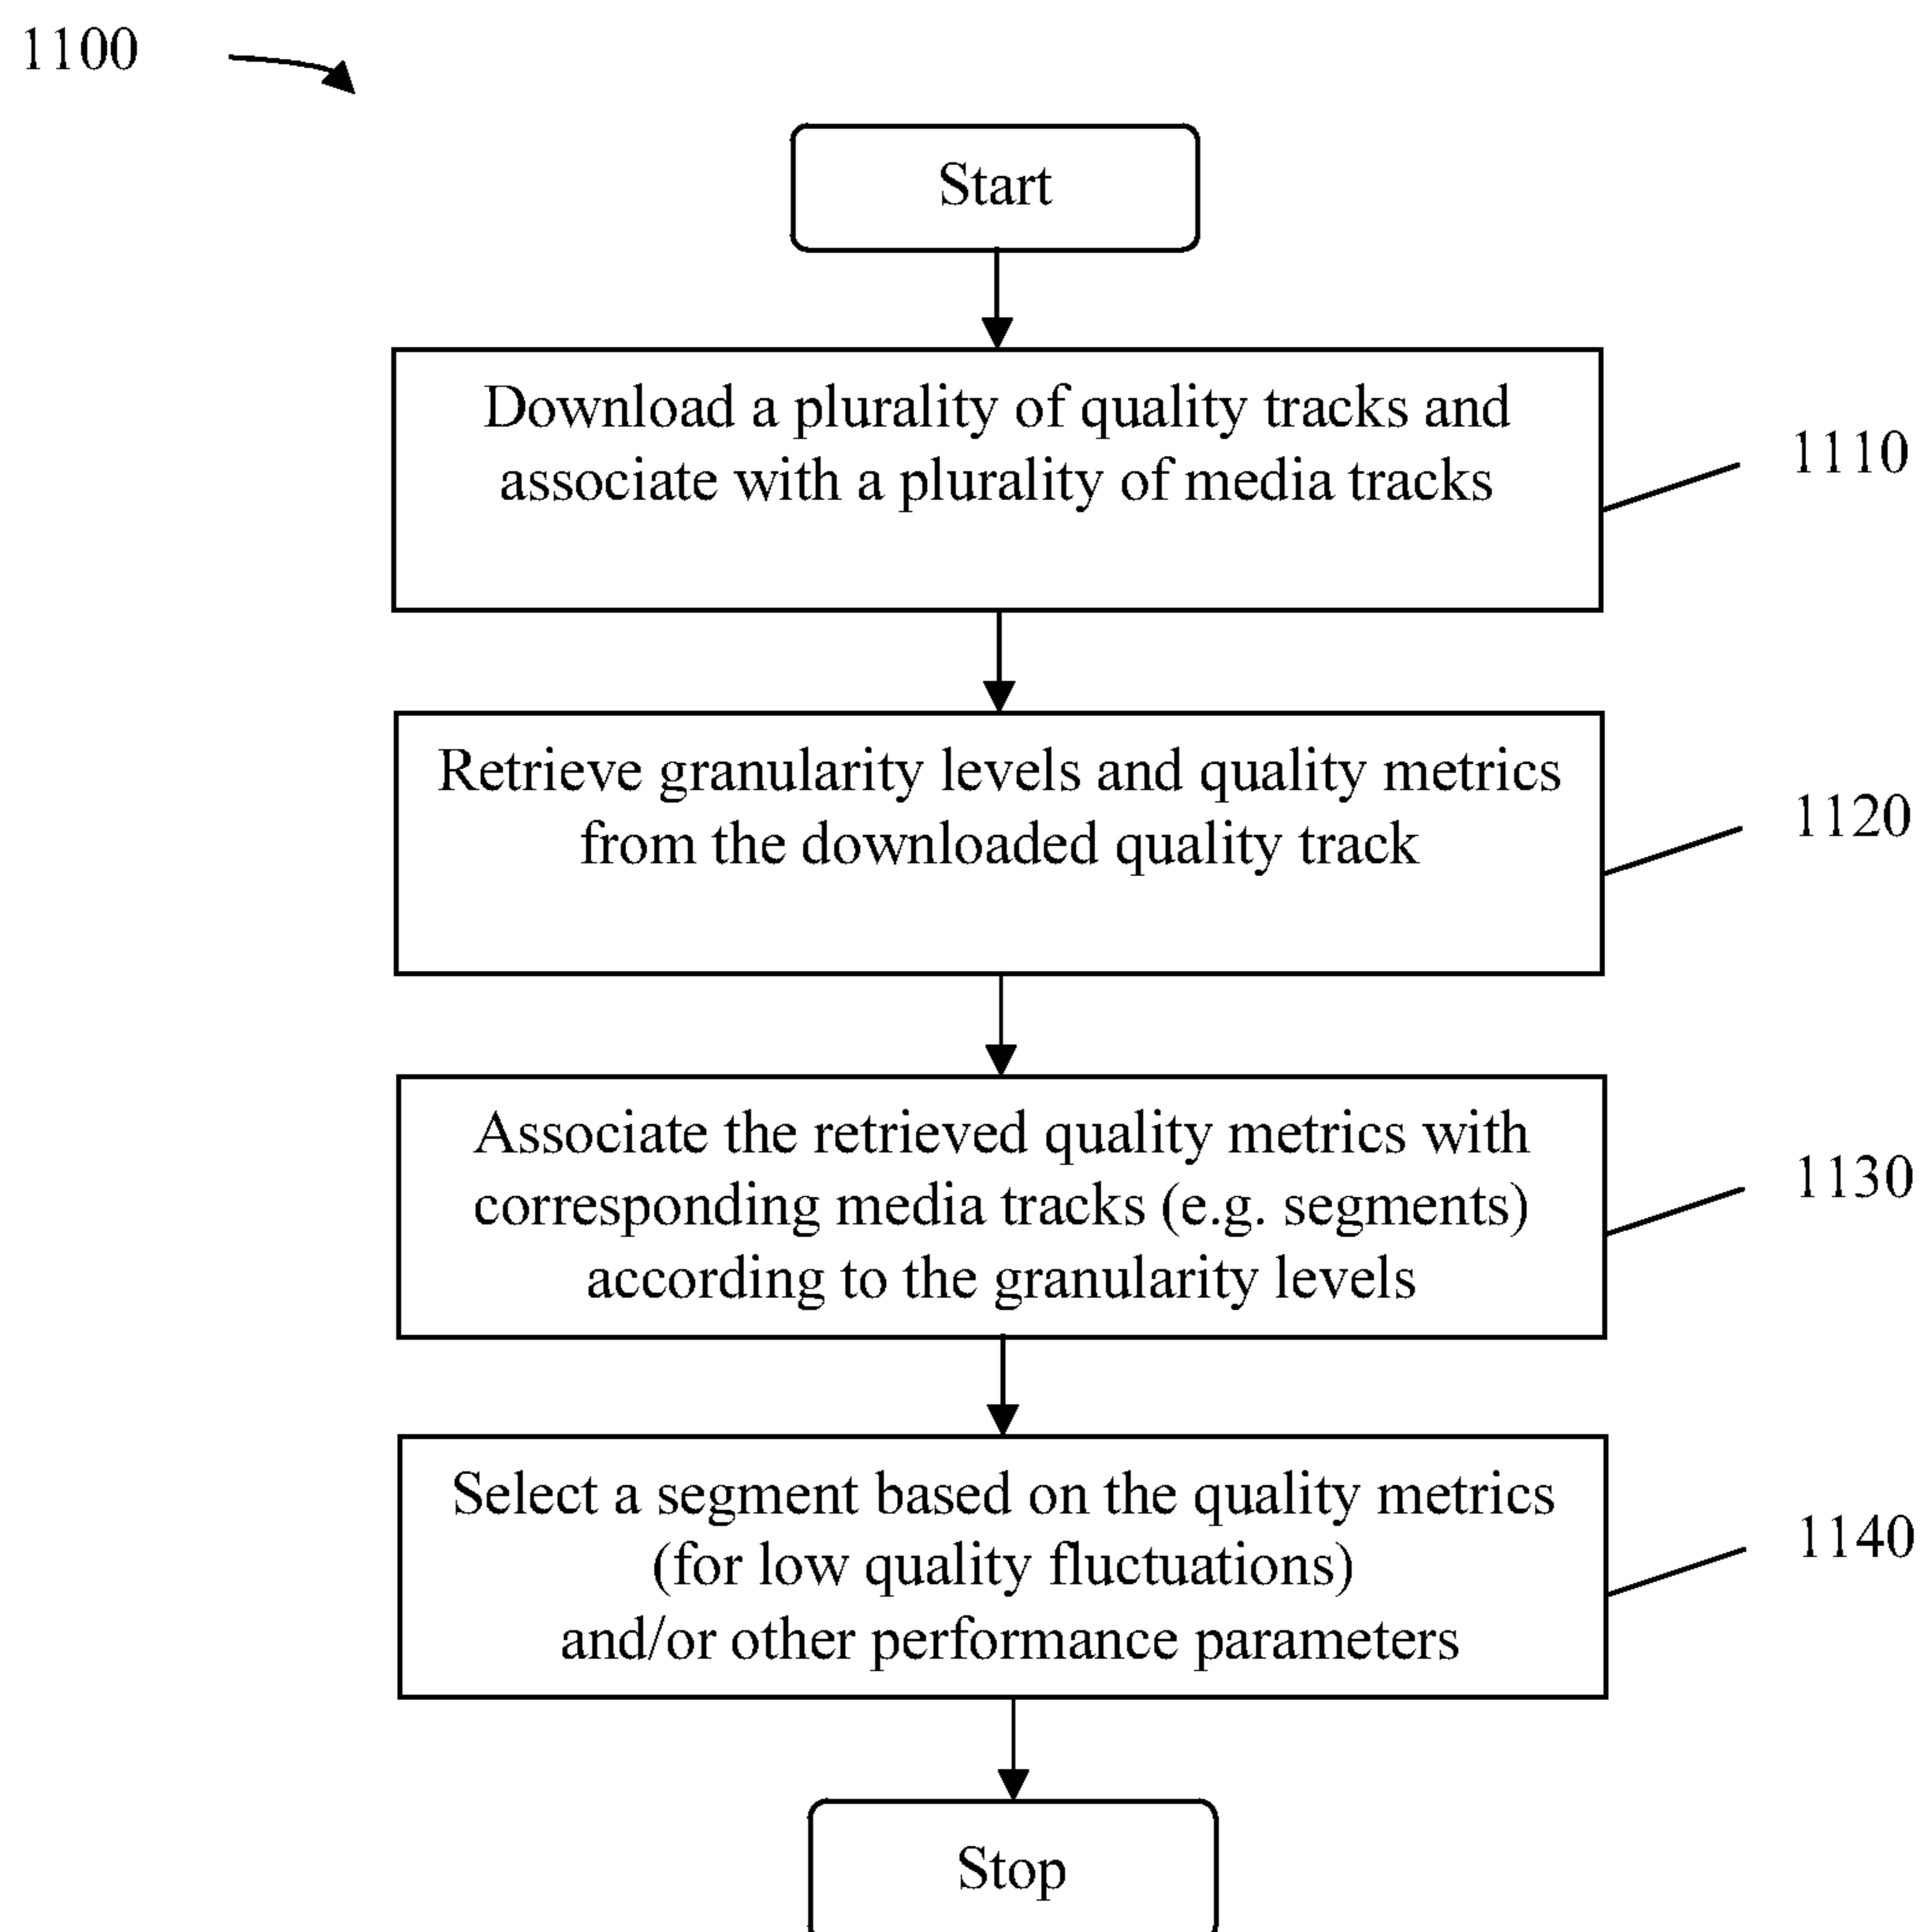 1100
Start
Download a plurality of quality tracks and
associate with a plurality of media tracks
1110
Retrieve granularity levels and quality metrics
from the downloaded quality track
1120
Associate the retrieved quality metrics with
corresponding media tracks (e.g. segments)
according to the granularity levels
1130
Select a segment based on the quality metrics
(for low quality fluctuations)
and/or other performance parameters
1140
Stop